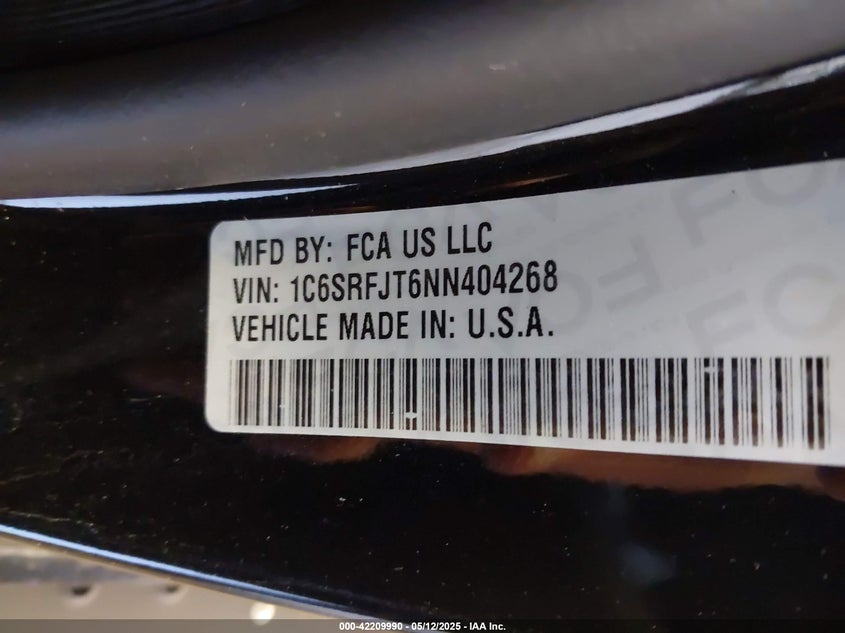 MFD BY: FCA US LLC
VIN: 1C6SRFJT6NN404268
VEHICLE MADE IN: U.S.A.
000-42209990 - 05/12/2025 - IAA Inc.